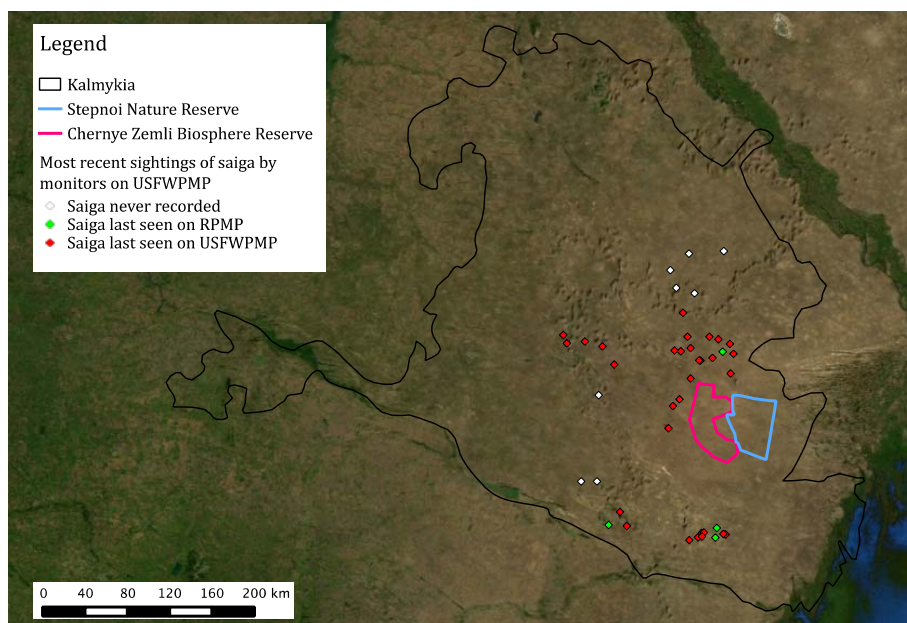 Legend
Kalmykia
Stepnoi Nature Reserve
Chernye Zemli Biosphere Reserve
Most recent sightings of saiga by
monitors on USFWPMP
Saiga never recorded
Saiga last seen on RPMP
Saiga last seen on USFWPMP
0 40 80 120 160 200 km